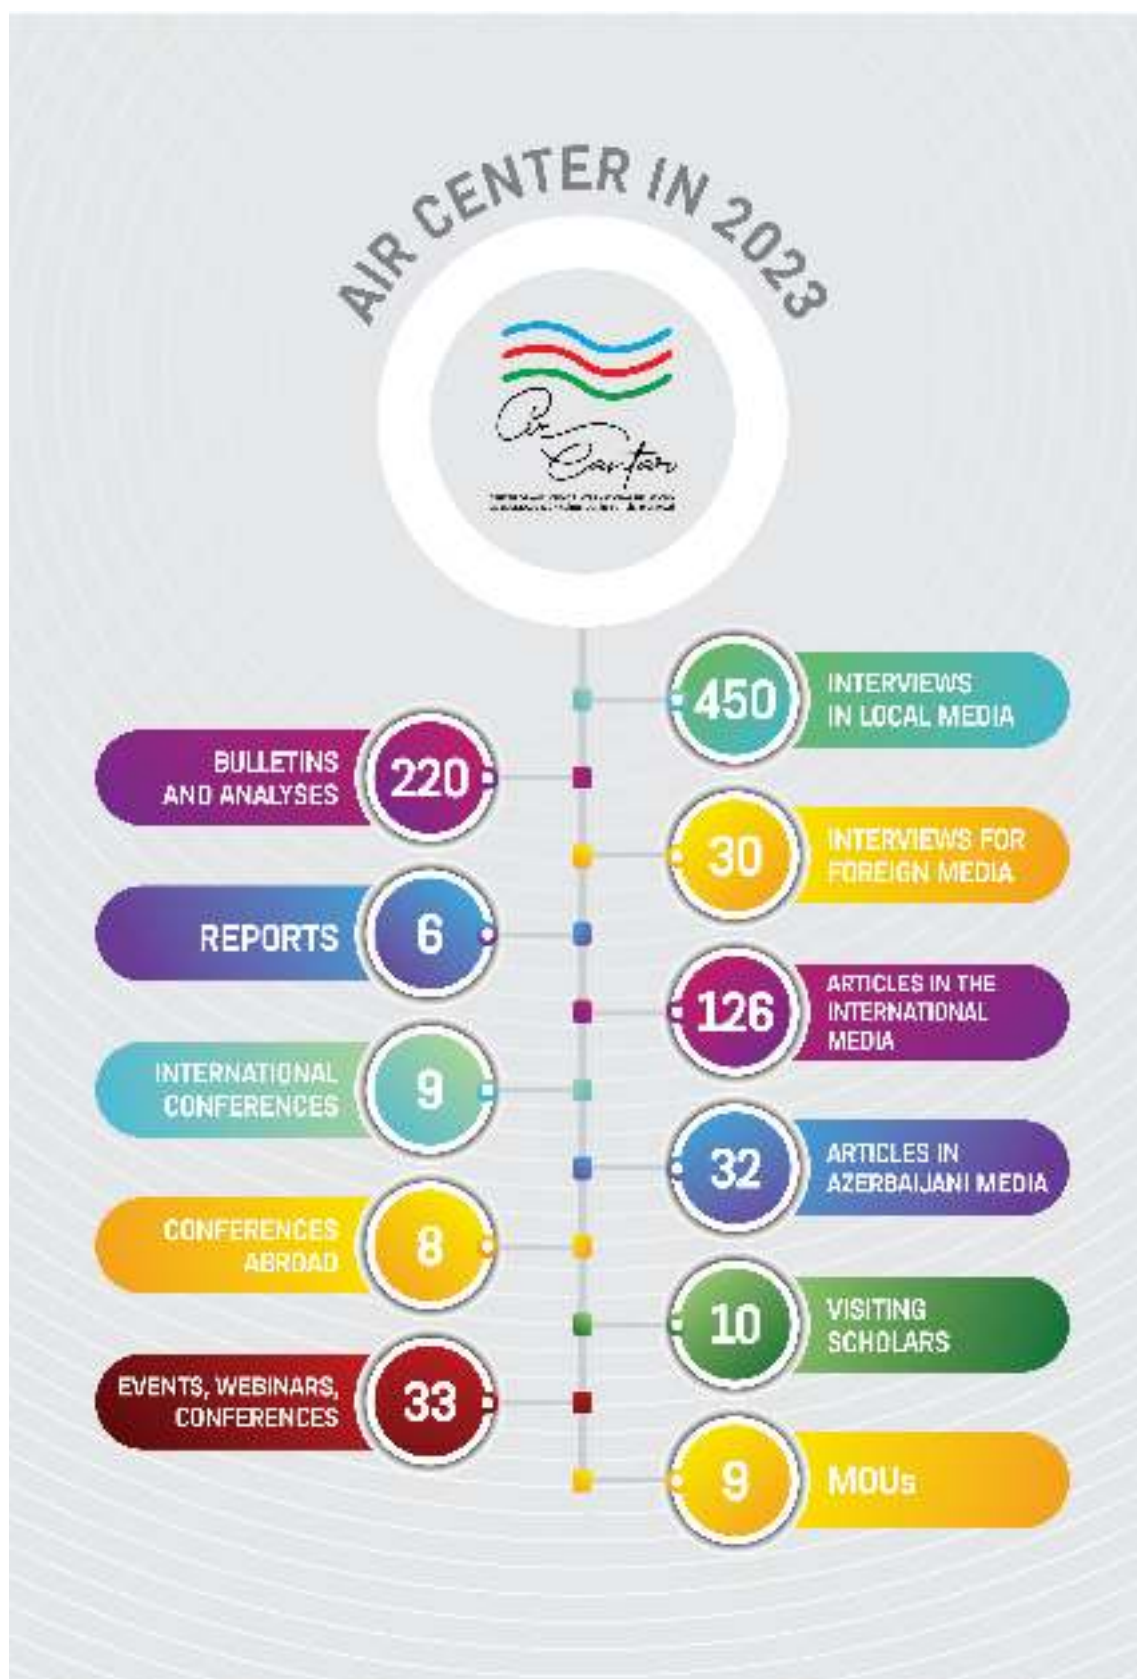 AIR CENTER IN 2023
Air
Center
450
INTERVIEWS
IN LOCAL MEDIA
BULLETINS
AND ANALYSES
220
30
INTERVIEWS FOR
FOREIGN MEDIA
REPORTS
6
126
ARTICLES IN THE
INTERNATIONAL
MEDIA
INTERNATIONAL
CONFERENCES
9
32
ARTICLES IN
AZERBAIJANI MEDIA
CONFERENCES
ABROAD
8
10
VISITING
SCHOLARS
EVENTS, WEBINARS,
CONFERENCES
33
9
MOUs